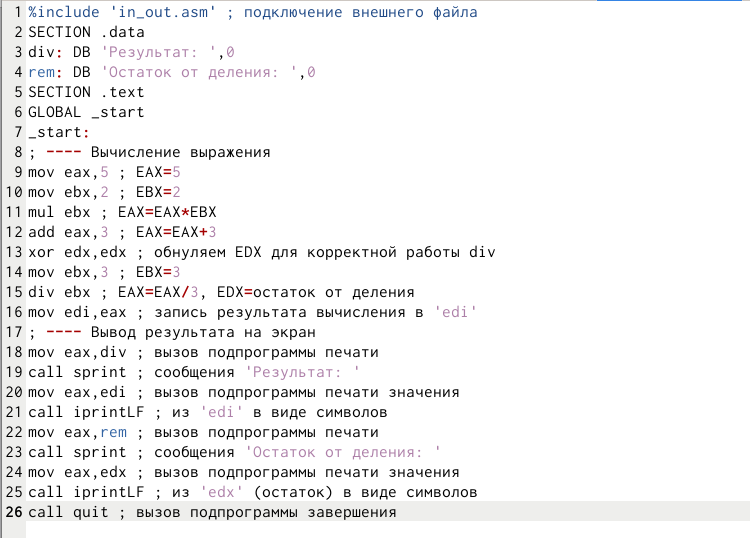 1 %include 'in_out.asm' ; подключение внешнего файла
2 SECTION .data
3 div: DB 'Результат: ',0
4 rem: DB 'Остаток от деления: ',0
5 SECTION .text
6 GLOBAL _start
7 _start:
8 ; ---- Вычисление выражения
9 mov eax,5 ; EAX=5
10 mov ebx,2 ; EBX=2
11 mul ebx ; EAX=EAX*EBX
12 add eax,3 ; EAX=EAX+3
13 xor edx,edx ; обнуляем EDX для корректной работы div
14 mov ebx,3 ; EBX=3
15 div ebx ; EAX=EAX/3, EDX=остаток от деления
16 mov edi,eax ; запись результата вычисления в 'edi'
17 ; ---- Вывод результата на экран
18 mov eax,div ; вызов подпрограммы печати
19 call sprint ; сообщения 'Результат: '
20 mov eax,edi ; вызов подпрограммы печати значения
21 call iprintLF ; из 'edi' в виде символов
22 mov eax,rem ; вызов подпрограммы печати
23 call sprint ; сообщения 'Остаток от деления: '
24 mov eax,edx ; вызов подпрограммы печати значения
25 call iprintLF ; из 'edx' (остаток) в виде символов
26 call quit ; вызов подпрограммы завершения